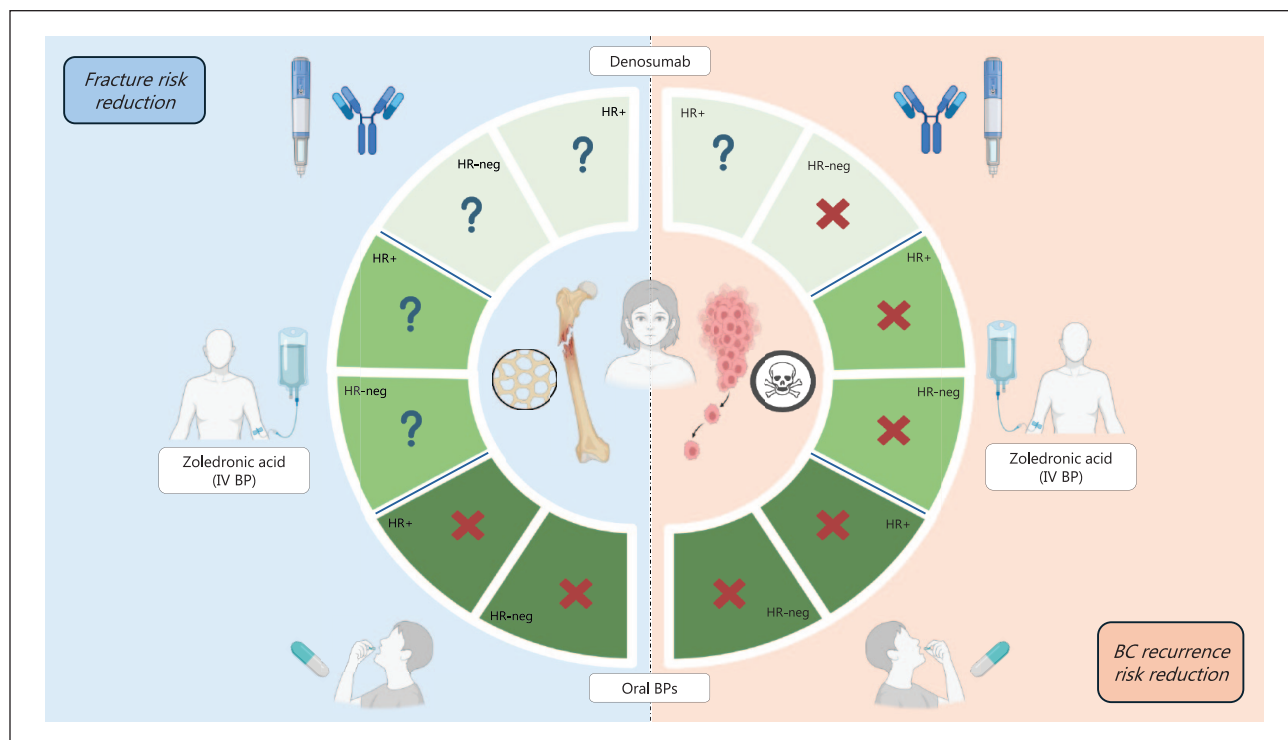 Fracture risk
reduction
Denosumab
HR+
?
HR-neg
?
HR+
?
HR-neg
?
HR+
HR-neg
HR+
?
HR-neg
HR+
HR-neg
HR+
HR-neg
Zoledronic acid
(IV BP)
Zoledronic acid
(IV BP)
Oral BPs
BC recurrence
risk reduction